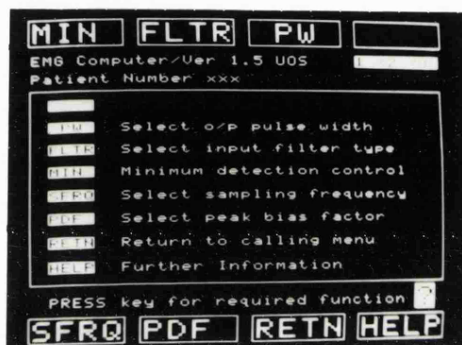 MIN FLTR PW
EMG Computer/Ver 1.5 UOS
Patient Number xxx
PW Select o/p pulse width
FLTR Select input filter type
MIN Minimum detection control
SFRQ Select sampling frequency
PDF Select peak bias factor
RETN Return to calling menu
HELP Further Information
PRESS key for required function ?
SFRQ PDF RETN HELP